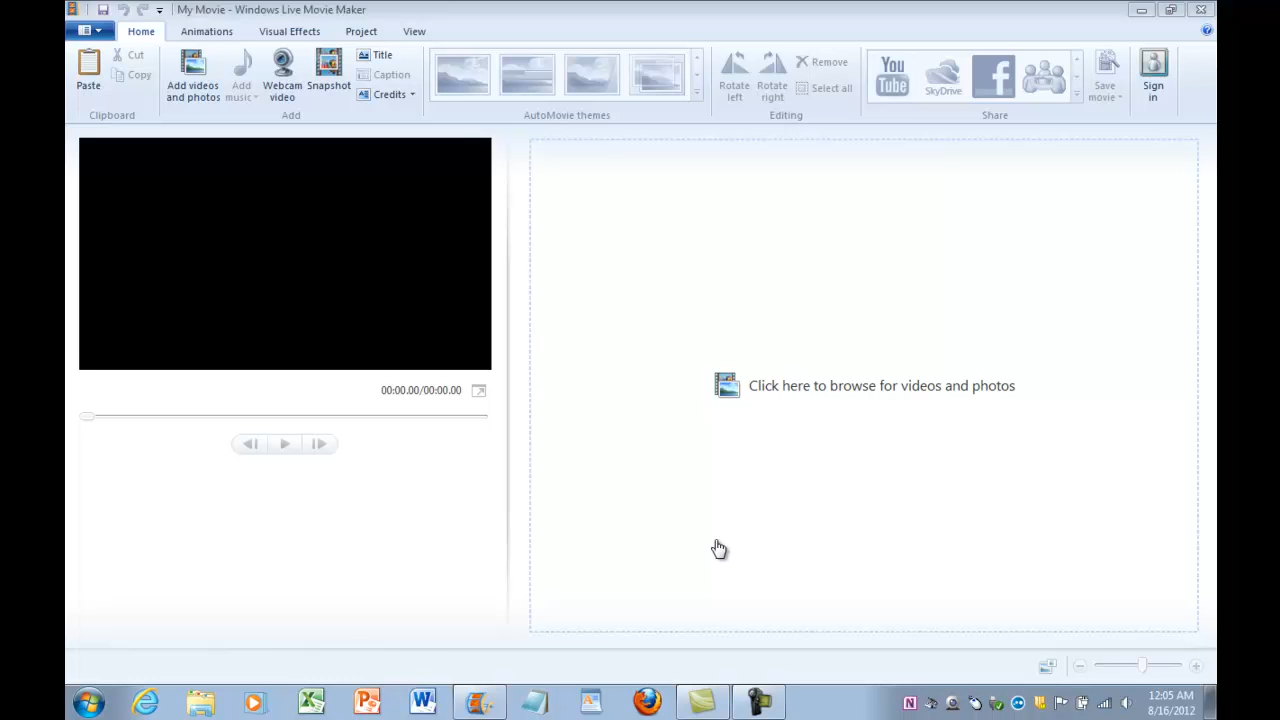 My Movie - Windows Live Movie Maker
Home Animations Visual Effects Project View
Paste
Cut
Copy
Clipboard
Add videos and photos
Add music
Webcam video
Snapshot
Title
Caption
Credits
Add
AutoMovie themes
Rotate left
Rotate right
Remove
Select all
Editing
You Tube
SkyDrive
f
Share
Save movie
Sign in
00:00.00/00:00.00
Click here to browse for videos and photos
12:05 AM
8/16/2012